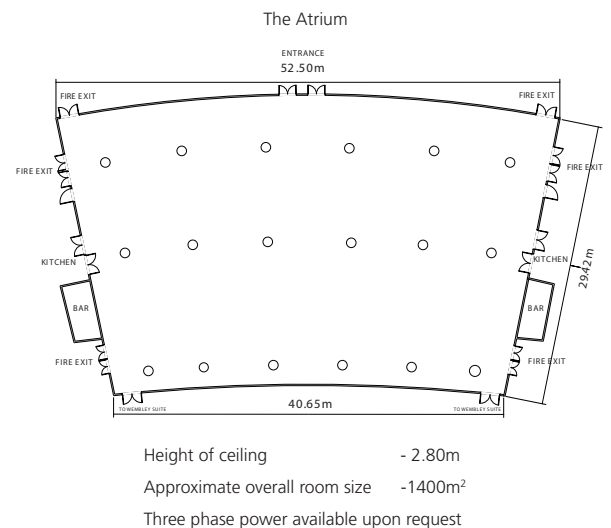 The Atrium
ENTRANCE
52.50m
FIRE EXIT
FIRE EXIT
FIRE EXIT
FIRE EXIT
KITCHEN
KITCHEN
29.42m
BAR
BAR
FIRE EXIT
FIRE EXIT
40.65m
TO WEMBLEY SUITE
TO WEMBLEY SUITE
Height of ceiling - 2.80m
Approximate overall room size -1400m²
Three phase power available upon request